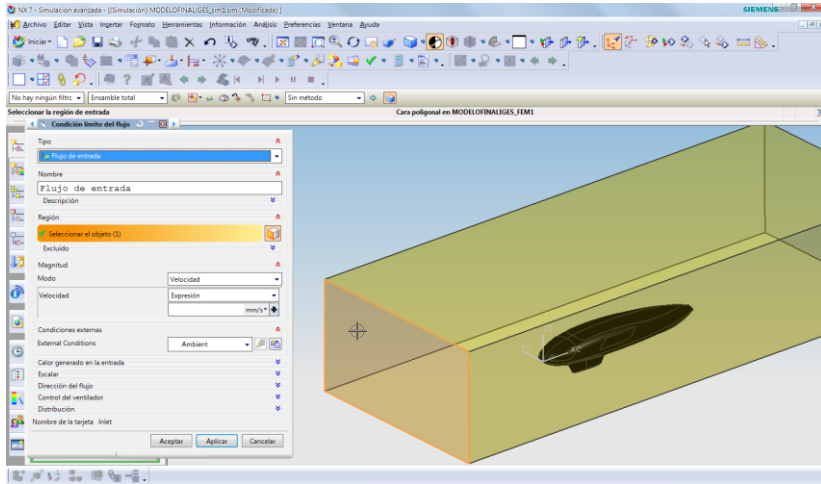 NX 7 - Simulación avanzada - [(Simulación) MODELOFINALIGES_sim1.sim (Modificada) ]
SIEMENS
Archivo Editar Vista Insertar Formato Herramientas Información Análisis Preferencias Ventana Ayuda
Iniciar
No hay ningún filtrc Ensamble total Sin método
Seleccionar la región de entrada Cara poligonal en MODELOFINALIGES_FEM1
Condición límite del flujo
Tipo
Flujo de entrada
Nombre
Flujo de entrada
Descripción
Región
Seleccionar el objeto (1)
Excluido
Magnitud
Modo Velocidad
Velocidad Expresión
mm/s
Condiciones externas
External Conditions Ambient
Calor generado en la entrada
Escalar
Dirección del flujo
Control del ventilador
Distribución
Nombre de la tarjeta Inlet
Aceptar Aplicar Cancelar
XC